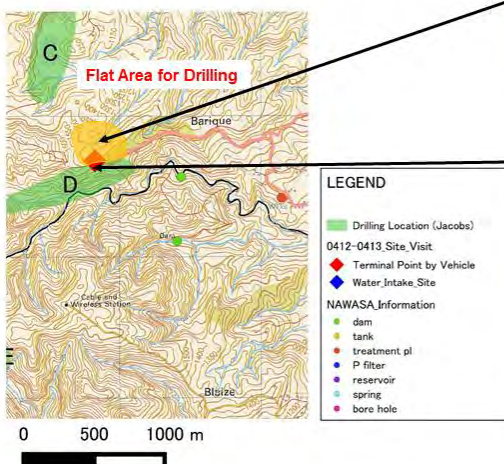 C
Flat Area for Drilling
Barique
D
Dam
Cable and
Wireless Station
E
Blaize
0 500 1000 m
LEGEND
Drilling Location (Jacobs)
0412-0413_Site_Visit
Terminal Point by Vehicle
Water_Intake_Site
NAWASA_Information
dam
tank
treatment pl
P filter
reservoir
spring
bore hole